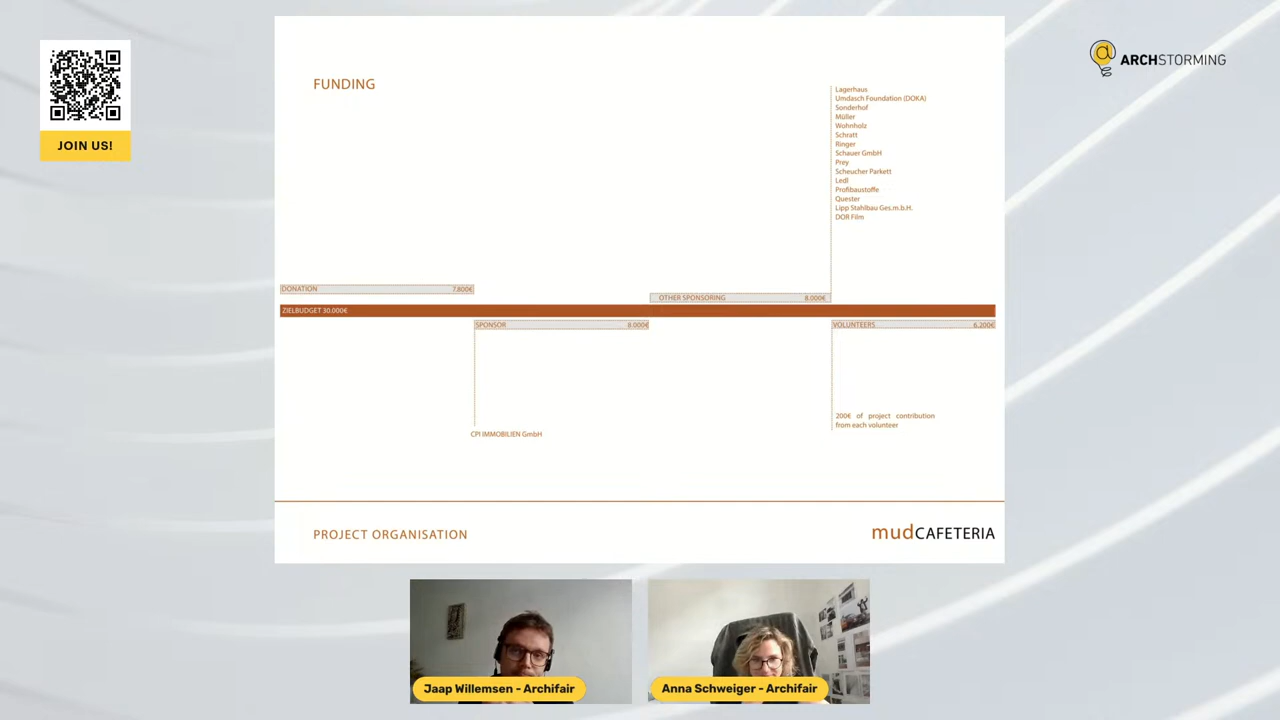 JOIN US!
ARCHSTORMING
FUNDING
Lagerhaus
Umdasch Foundation (DOKA)
Sonderhof
Müller
Wohnholz
Schratt
Ringer
Schauer GmbH
Prey
Scheucher Parkett
Ledl
Profibaustoffe
Quester
Lipp Stahlbau Ges.m.b.H.
DOR Film
DONATION 7.800€
OTHER SPONSORING 8.000€
ZIELBUDGET 30.000€
SPONSOR 8.000€
VOLUNTEERS 6.200€
200€ of project contribution
from each volunteer
CPI IMMOBILIEN GmbH
PROJECT ORGANISATION
mudCAFETERIA
Jaap Willemsen - Archifair
Anna Schweiger - Archifair